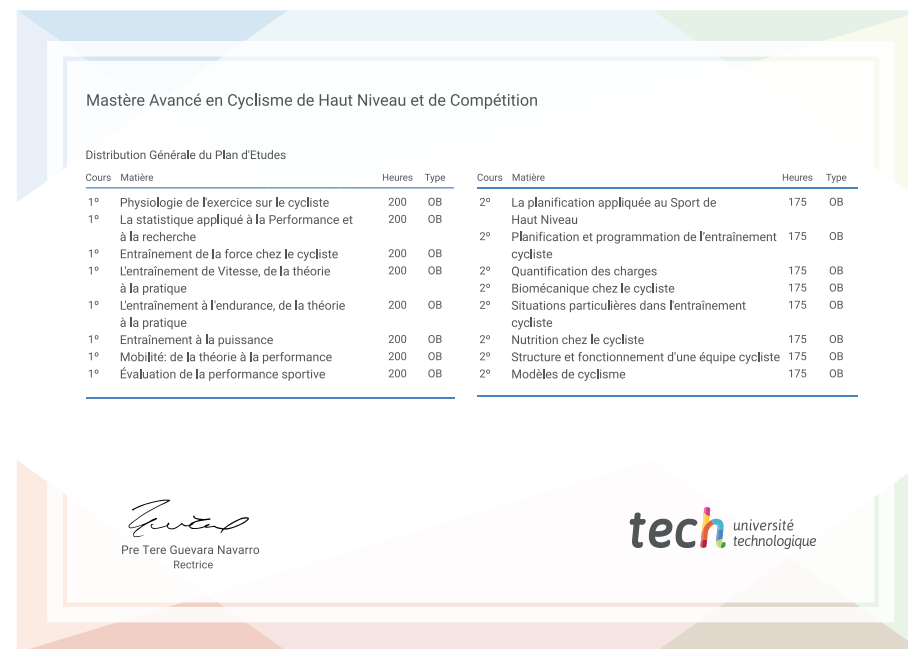 Mastère Avancé en Cyclisme de Haut Niveau et de Compétition
Distribution Générale du Plan d'Etudes
Cours Matière Heures Type
1º Physiologie de l'exercice sur le cycliste 200 OB
1º La statistique appliqué à la Performance et 200 OB
à la recherche
1º Entraînement de la force chez le cycliste 200 OB
1º L'entraînement de Vitesse, de la théorie 200 OB
à la pratique
1º L'entraînement à l'endurance, de la théorie 200 OB
à la pratique
1º Entraînement à la puissance 200 OB
1º Mobilité: de la théorie à la performance 200 OB
1º Évaluation de la performance sportive 200 OB
Cours Matière Heures Type
2º La planification appliquée au Sport de 175 OB
Haut Niveau
2º Planification et programmation de l'entraînement 175 OB
cycliste
2º Quantification des charges 175 OB
2º Biomécanique chez le cycliste 175 OB
2º Situations particulières dans l'entraînement 175 OB
cycliste
2º Nutrition chez le cycliste 175 OB
2º Structure et fonctionnement d'une équipe cycliste 175 OB
2º Modèles de cyclisme 175 OB
Pre Tere Guevara Navarro
Rectrice
tech université
technologique